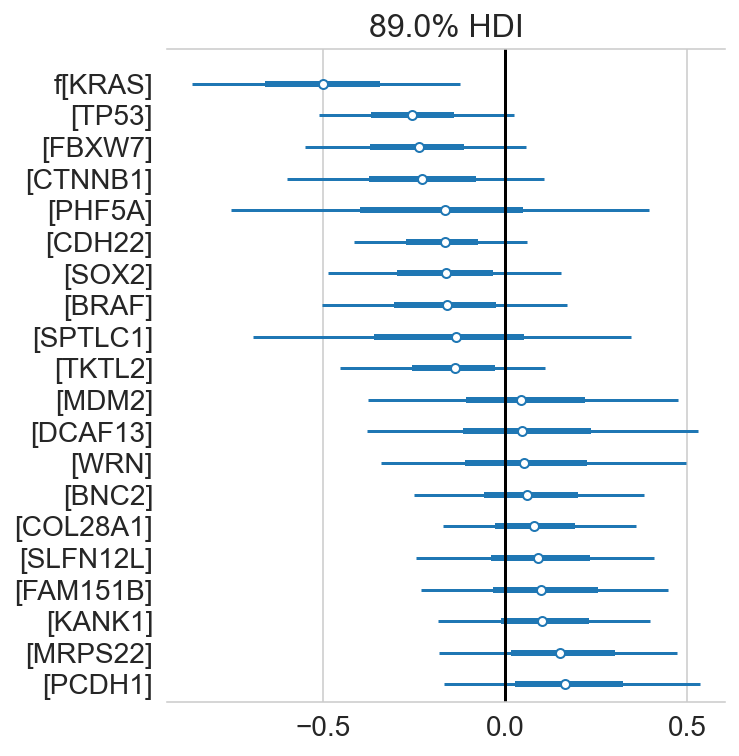 89.0% HDI
f[KRAS]
[TP53]
[FBXW7]
[CTNNB1]
[PHF5A]
[CDH22]
[SOX2]
[BRAF]
[SPTLC1]
[TKTL2]
[MDM2]
[DCAF13]
[WRN]
[BNC2]
[COL28A1]
[SLFN12L]
[FAM151B]
[KANK1]
[MRPS22]
[PCDH1]
−0.5 0.0 0.5